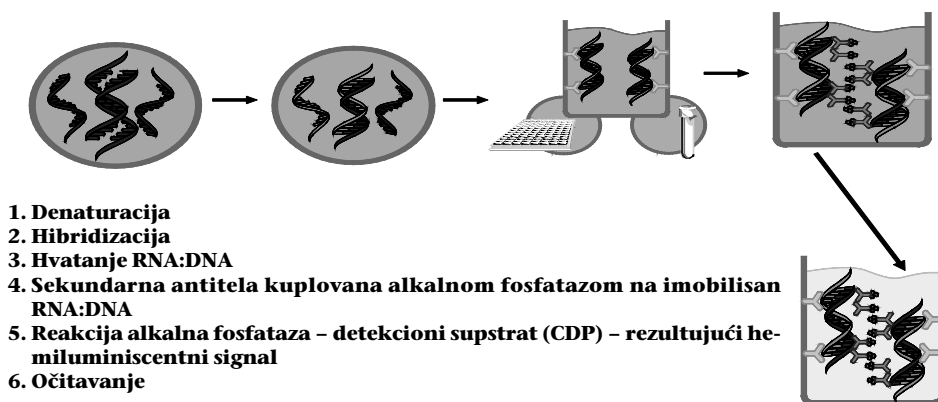 1. Denaturacija
2. Hibridizacija
3. Hvatanje RNA:DNA
4. Sekundarna antitela kuplovana alkalnom fosfatazom na imobilisan
RNA:DNA
5. Reakcija alkalna fosfataza – detekcioni supstrat (CDP) – rezultujući he-
miluminiscentni signal
6. Očitavanje